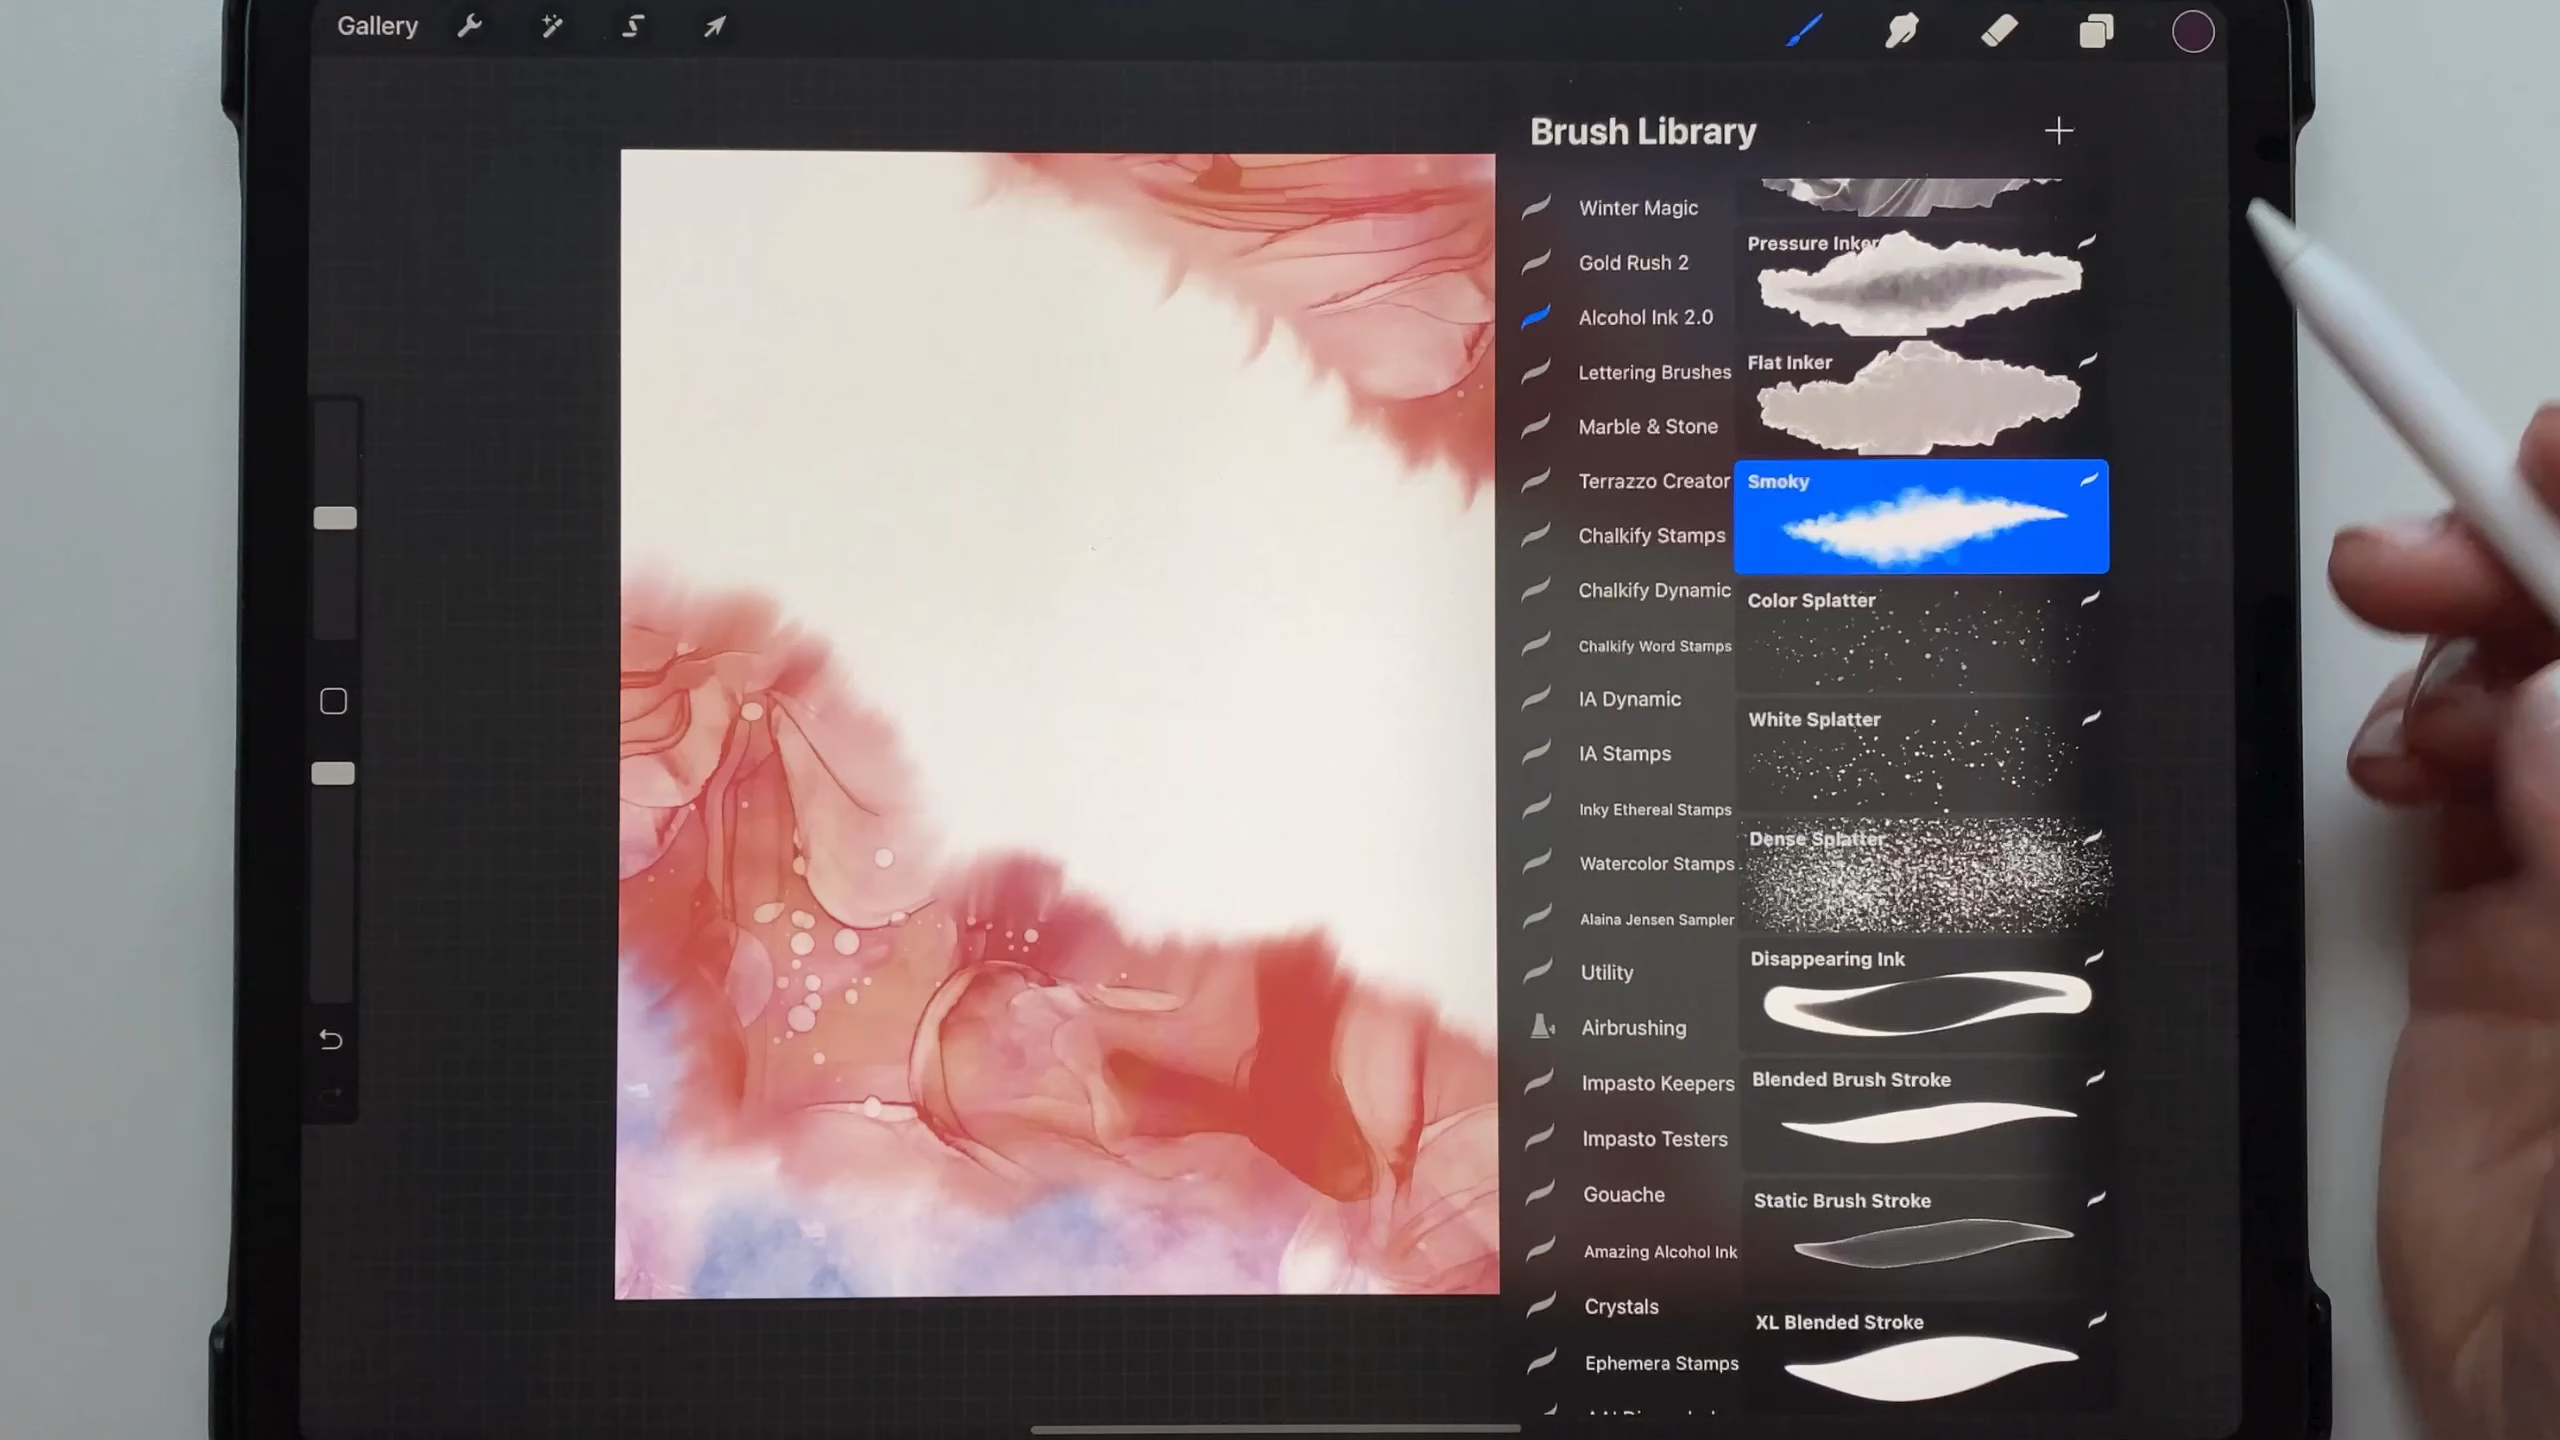 Gallery
Brush Library
Winter Magic
Gold Rush 2
Alcohol Ink 2.0
Lettering Brushes
Marble & Stone
Terrazzo Creator
Chalkify Stamps
Chalkify Dynamic
Chalkify Word Stamps
IA Dynamic
IA Stamps
Inky Ethereal Stamps
Watercolor Stamps
Alaina Jensen Sampler
Utility
Airbrushing
Impasto Keepers
Impasto Testers
Gouache
Amazing Alcohol Ink
Crystals
Ephemera Stamps
Pressure Inker
Flat Inker
Smoky
Color Splatter
White Splatter
Dense Splatter
Disappearing Ink
Blended Brush Stroke
Static Brush Stroke
XL Blended Stroke